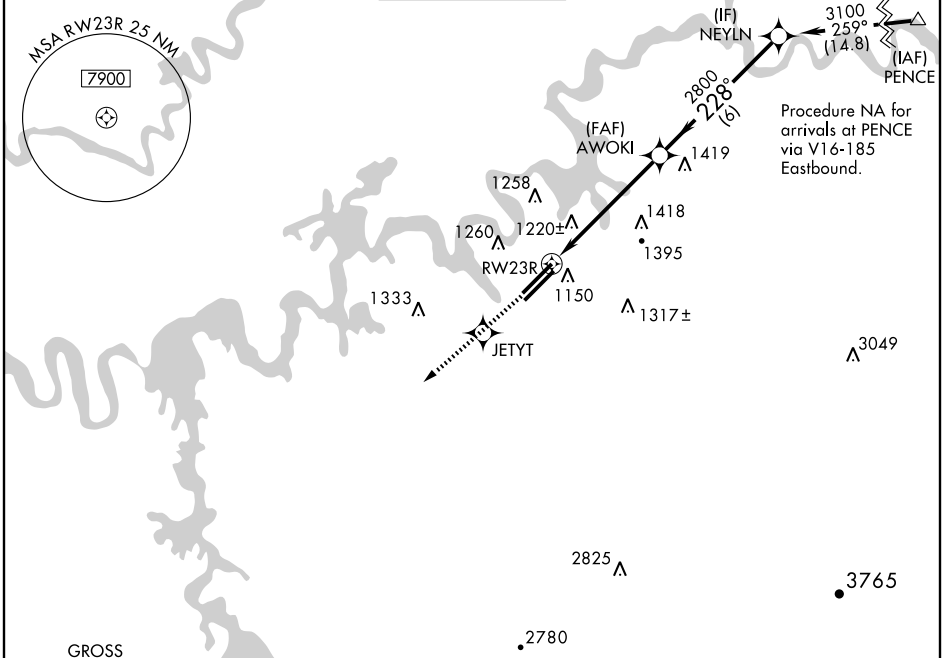 MSA RW23R 25 NM
7900
(IF)
NEYLN
3100
259°
(14.8)
(IAF)
PENCE
2800
228°
(6)
Procedure NA for
arrivals at PENCE
via V16-185
Eastbound.
(FAF)
AWOKI
1419
1258
1220±
1418
1260
1395
RW23R
1150
1333
1317±
JETYT
3049
2825
3765
2780
GROSS